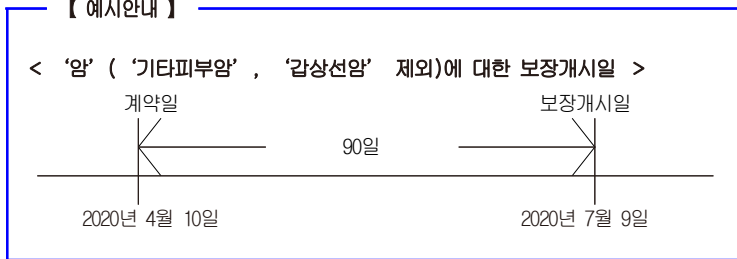 【 예시안내 】
< ‘암’ ( ‘기타피부암’ , ‘갑상선암’ 제외)에 대한 보장개시일 >
계약일 보장개시일
90일
2020년 4월 10일 2020년 7월 9일